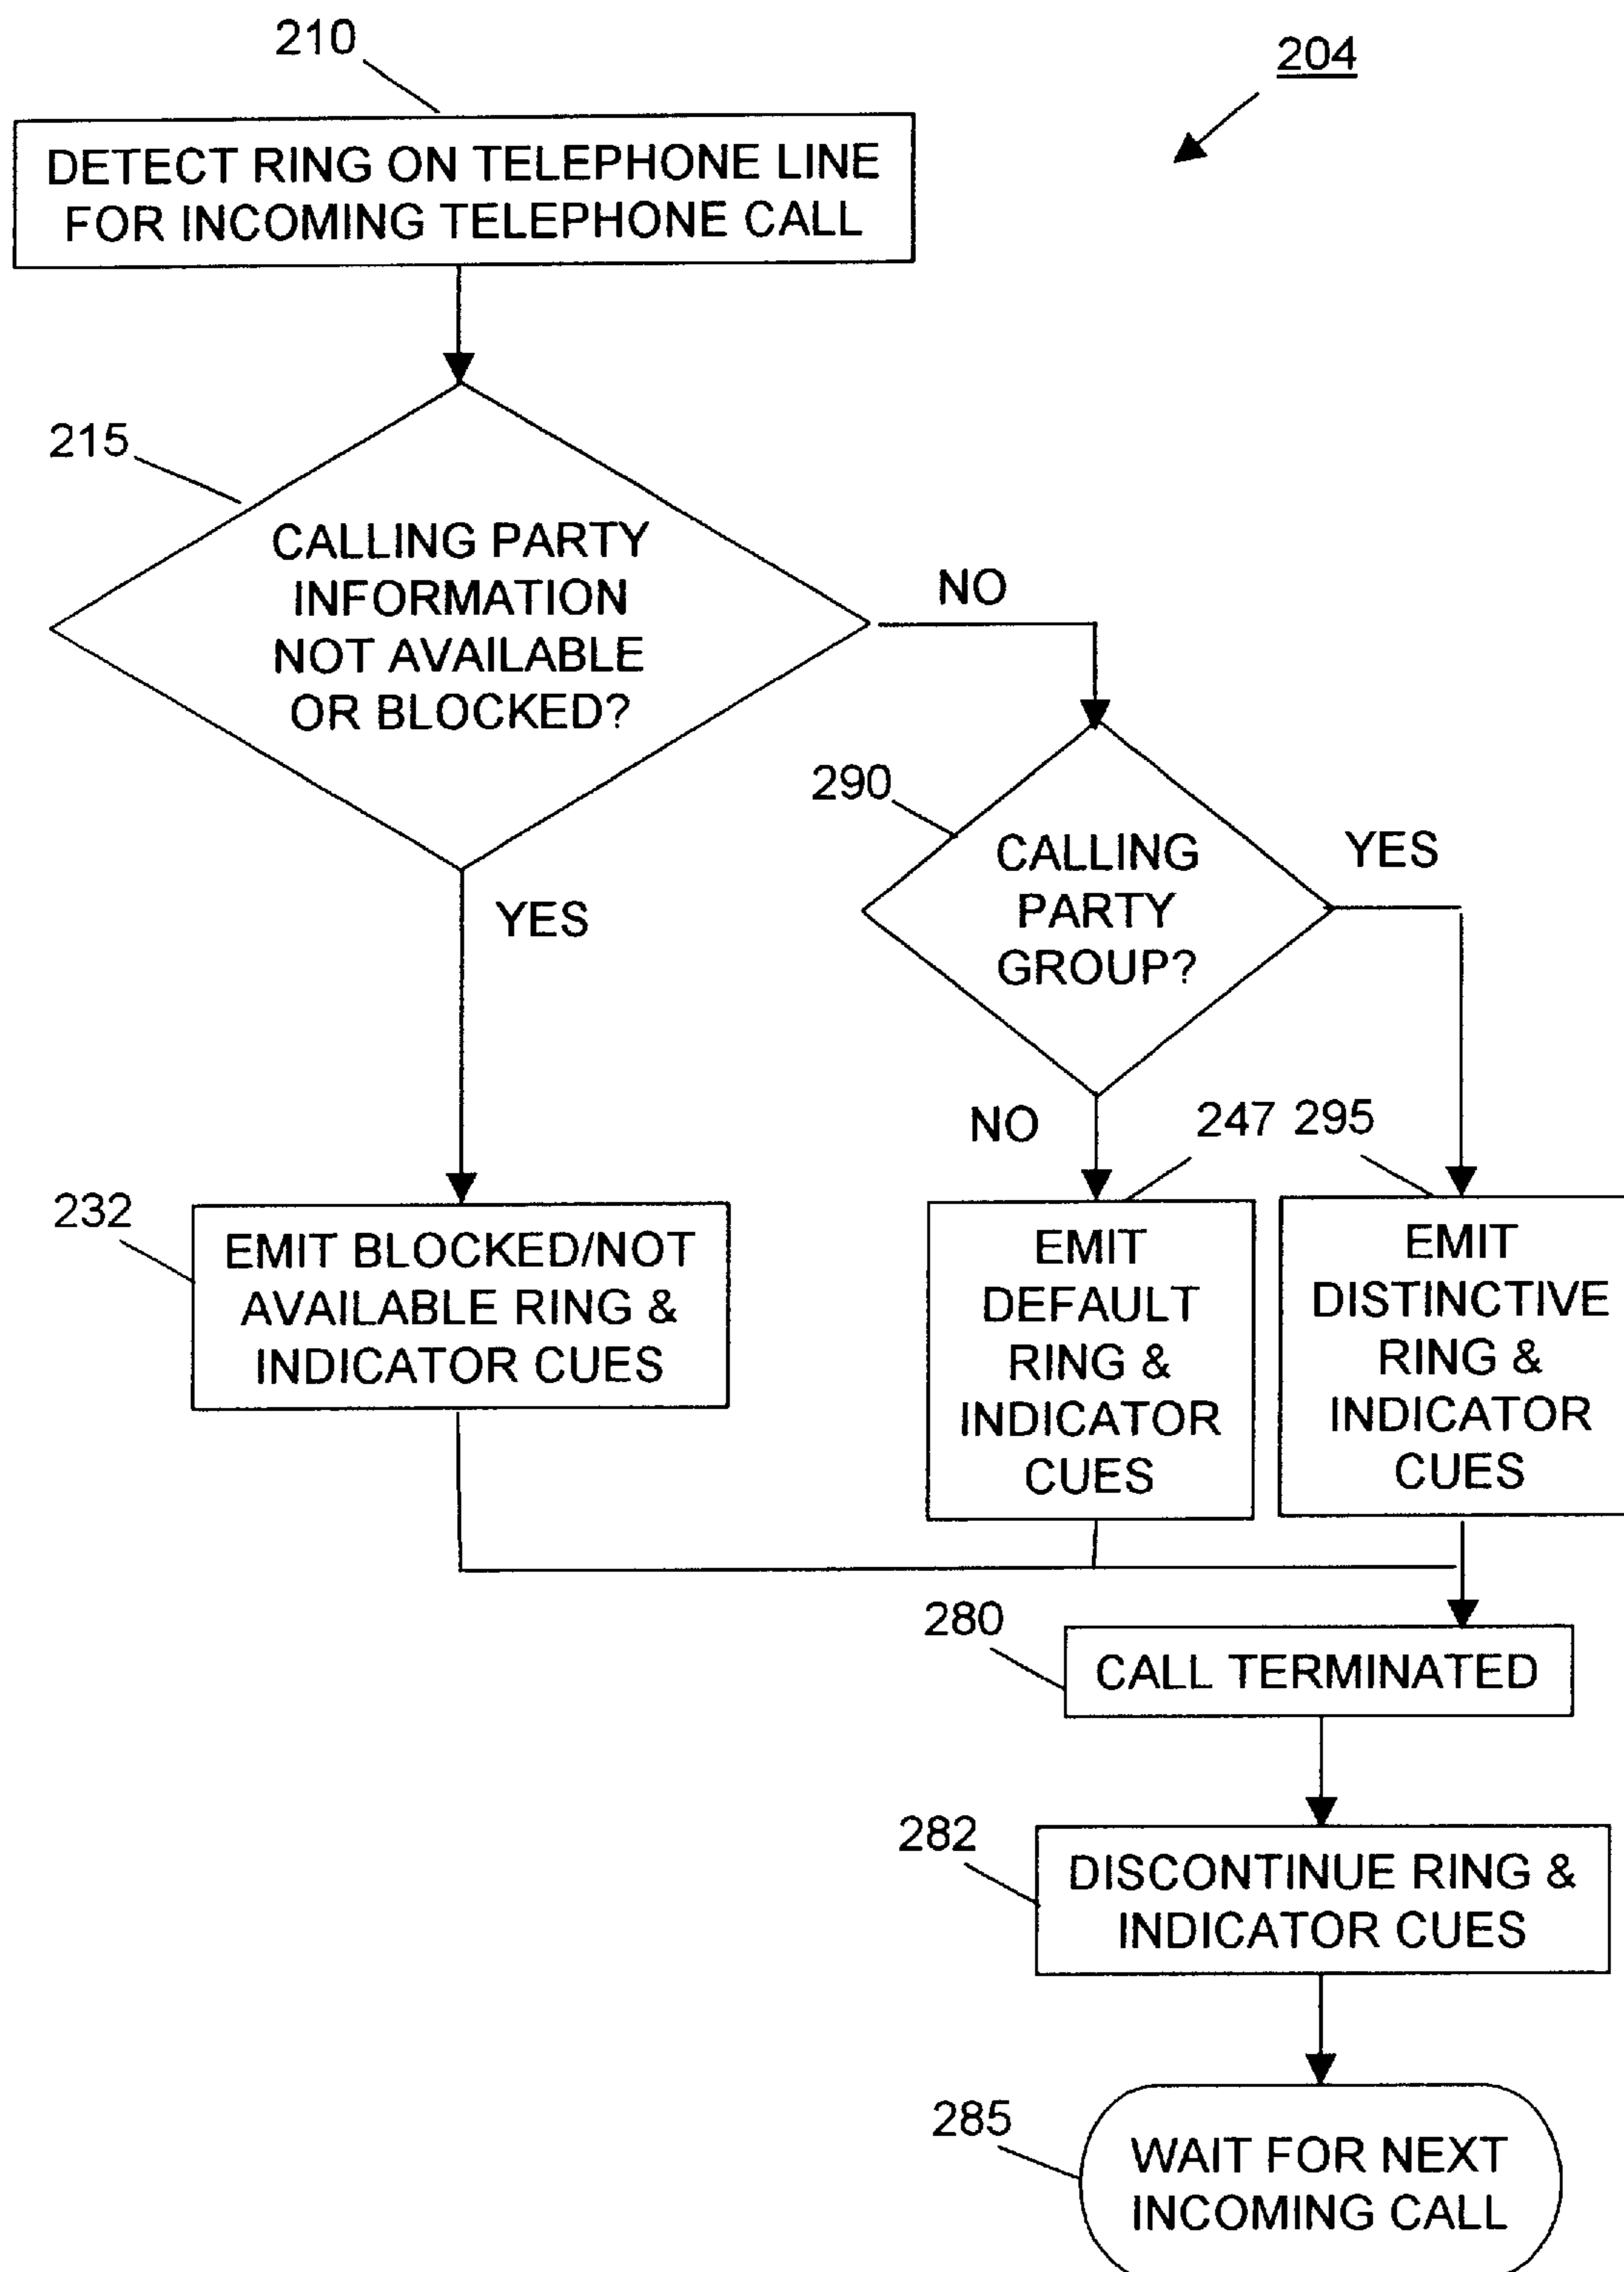 210
204
DETECT RING ON TELEPHONE LINE
FOR INCOMING TELEPHONE CALL
215
CALLING PARTY
INFORMATION
NOT AVAILABLE
OR BLOCKED?
NO
290
CALLING
PARTY
GROUP?
YES
YES
NO
247
295
232
EMIT BLOCKED/NOT
AVAILABLE RING &
INDICATOR CUES
EMIT
DEFAULT
RING &
INDICATOR
CUES
EMIT
DISTINCTIVE
RING &
INDICATOR
CUES
280
CALL TERMINATED
282
DISCONTINUE RING &
INDICATOR CUES
285
WAIT FOR NEXT
INCOMING CALL